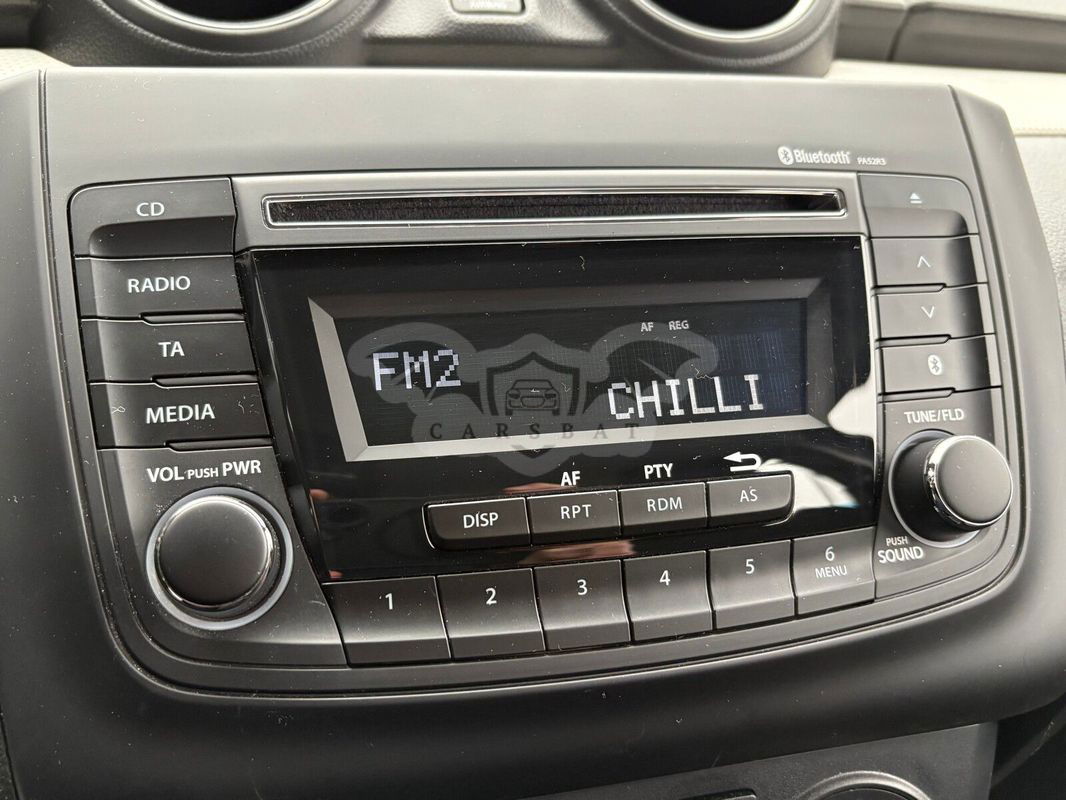 Bluetooth® PA52R3
CD
RADIO
TA
MEDIA
VOL PUSH PWR
AF REG
FM2
CHILLI
CARSBAT
AF
PTY
DISP
RPT
RDM
AS
TUNE/FLD
PUSH
SOUND
1
2
3
4
5
6
MENU